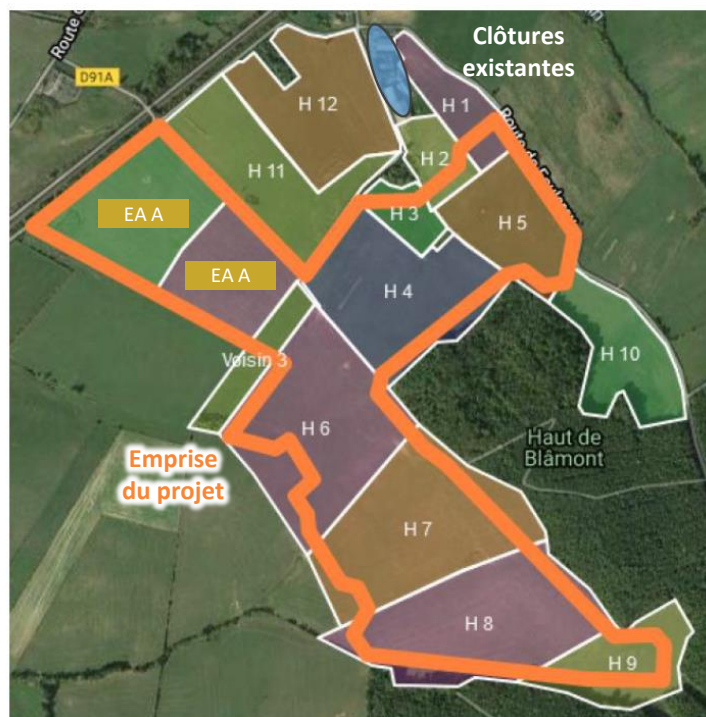 Route
D91A
Clôtures
existantes
H 12
H 1
H 2
H 11
H 3
H 5
EA A
EA A
H 4
H 10
Voisin 3
H 6
Haut de
Blâmont
Emprise
du projet
H 7
H 8
H 9